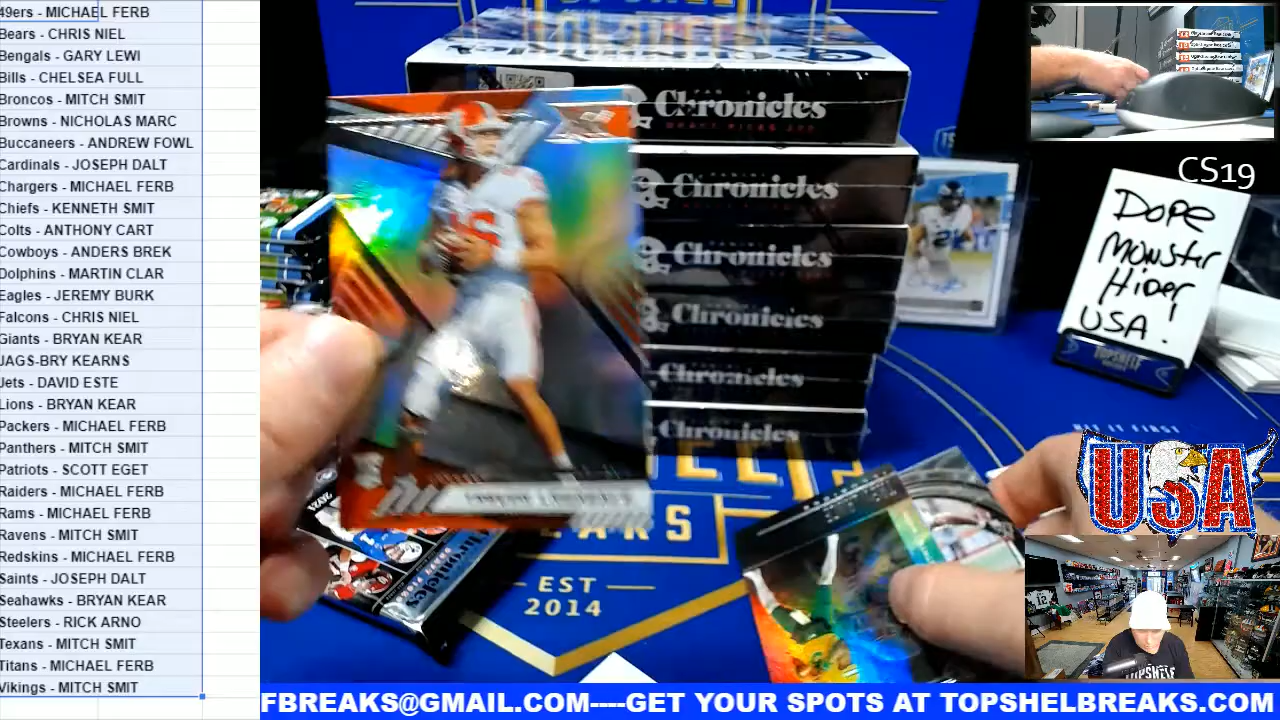 49ers - MICHAEL FERB
Bears - CHRIS NIEL
Bengals - GARY LEWI
Bills - CHELSEA FULL
Broncos - MITCH SMIT
Browns - NICHOLAS MARC
Buccaneers - ANDREW FOWL
Cardinals - JOSEPH DALT
Chargers - MICHAEL FERB
Chiefs - KENNETH SMIT
Colts - ANTHONY CART
Cowboys - ANDERS BREK
Dolphins - MARTIN CLAR
Eagles - JEREMY BURK
Falcons - CHRIS NIEL
Giants - BRYAN KEAR
JAGS-BRY KEARNS
Jets - DAVID ESTE
Lions - BRYAN KEAR
Packers - MICHAEL FERB
Panthers - MITCH SMIT
Patriots - SCOTT EGET
Raiders - MICHAEL FERB
Rams - MICHAEL FERB
Ravens - MITCH SMIT
Redskins - MICHAEL FERB
Saints - JOSEPH DALT
Seahawks - BRYAN KEAR
Steelers - RICK ARNO
Texans - MITCH SMIT
Titans - MICHAEL FERB
Vikings - MITCH SMIT
Chronicles
Chronicles
Chronicles
Chronicles
Chronicles
Chronicles
CS19
DOPE
MONSTER
Hider
USA!
TOPSHELF
USA
EST
2014
Chronicles
TOPSHELF
FBREAKS@GMAIL.COM----GET YOUR SPOTS AT TOPSHELBREAKS.COM